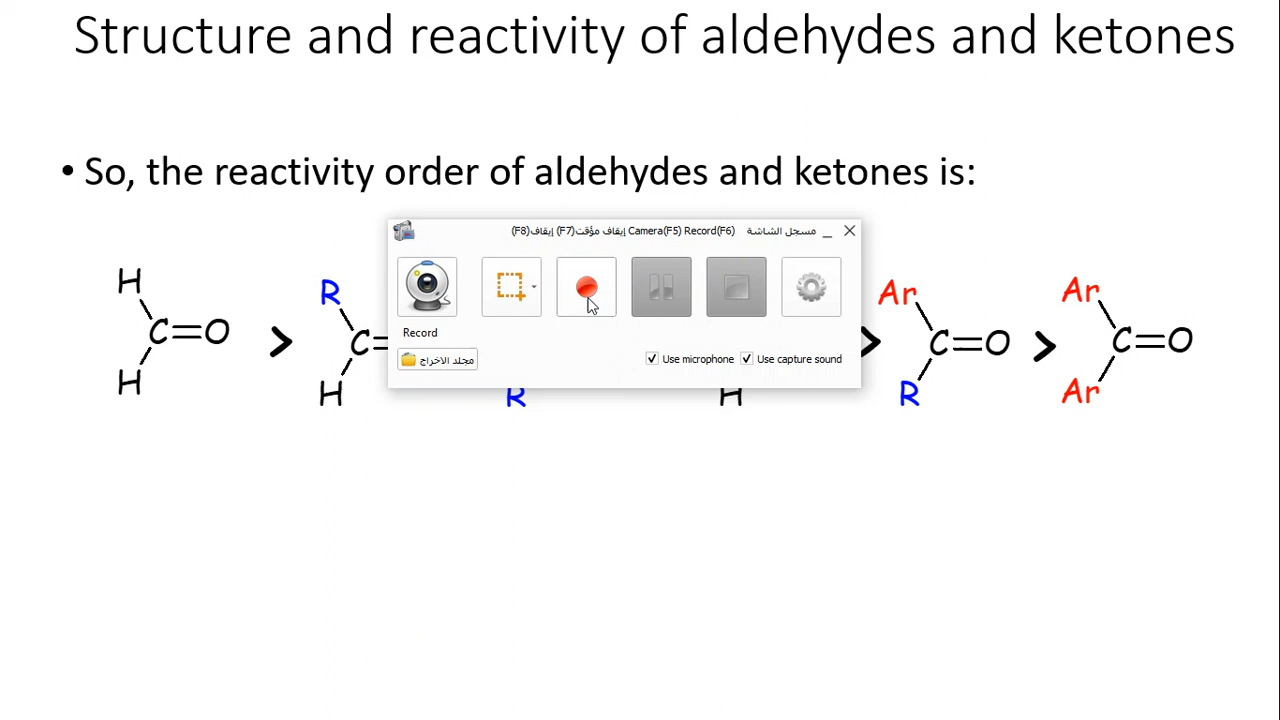 Structure and reactivity of aldehydes and ketones
• So, the reactivity order of aldehydes and ketones is:
مسجل الشاشة Camera(F5) Record(F6) إيقاف مؤقت(F7) إيقاف(F8)
Record
مجلد الاخراج
Use microphone Use capture sound
H R Ar Ar
C=O > C= > C=O > C=O
H H R H R Ar